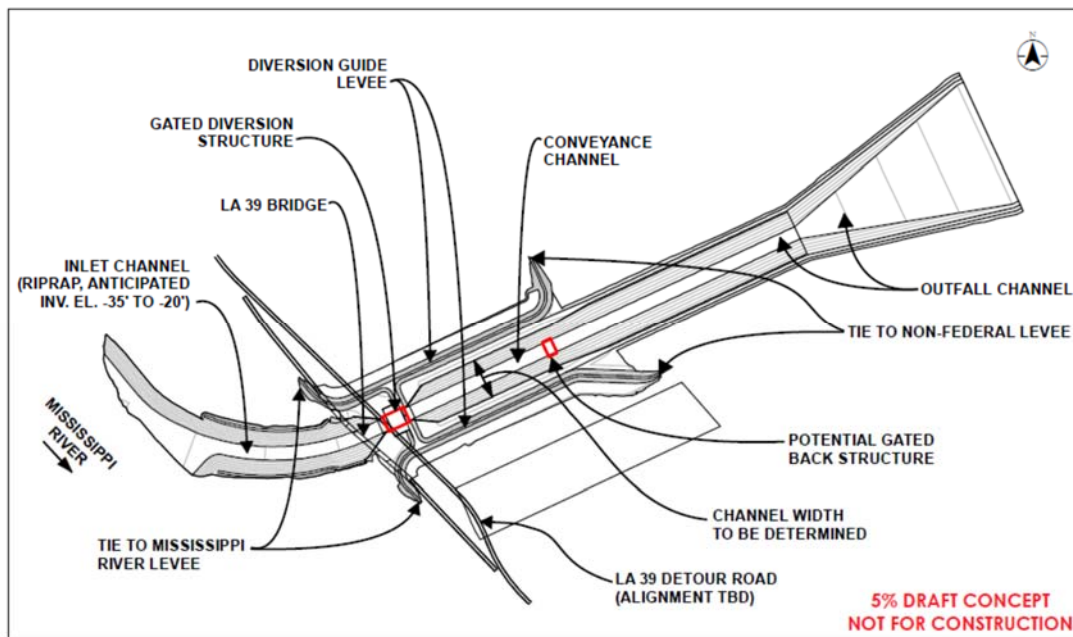 N
DIVERSION GUIDE
LEVEE
GATED DIVERSION
STRUCTURE
CONVEYANCE
CHANNEL
LA 39 BRIDGE
INLET CHANNEL
(RIPRAP, ANTICIPATED
INV. EL. -35' TO -20')
OUTFALL CHANNEL
TIE TO NON-FEDERAL LEVEE
MISSISSIPPI
RIVER
POTENTIAL GATED
BACK STRUCTURE
CHANNEL WIDTH
TO BE DETERMINED
TIE TO MISSISSIPPI
RIVER LEVEE
LA 39 DETOUR ROAD
(ALIGNMENT TBD)
5% DRAFT CONCEPT
NOT FOR CONSTRUCTION